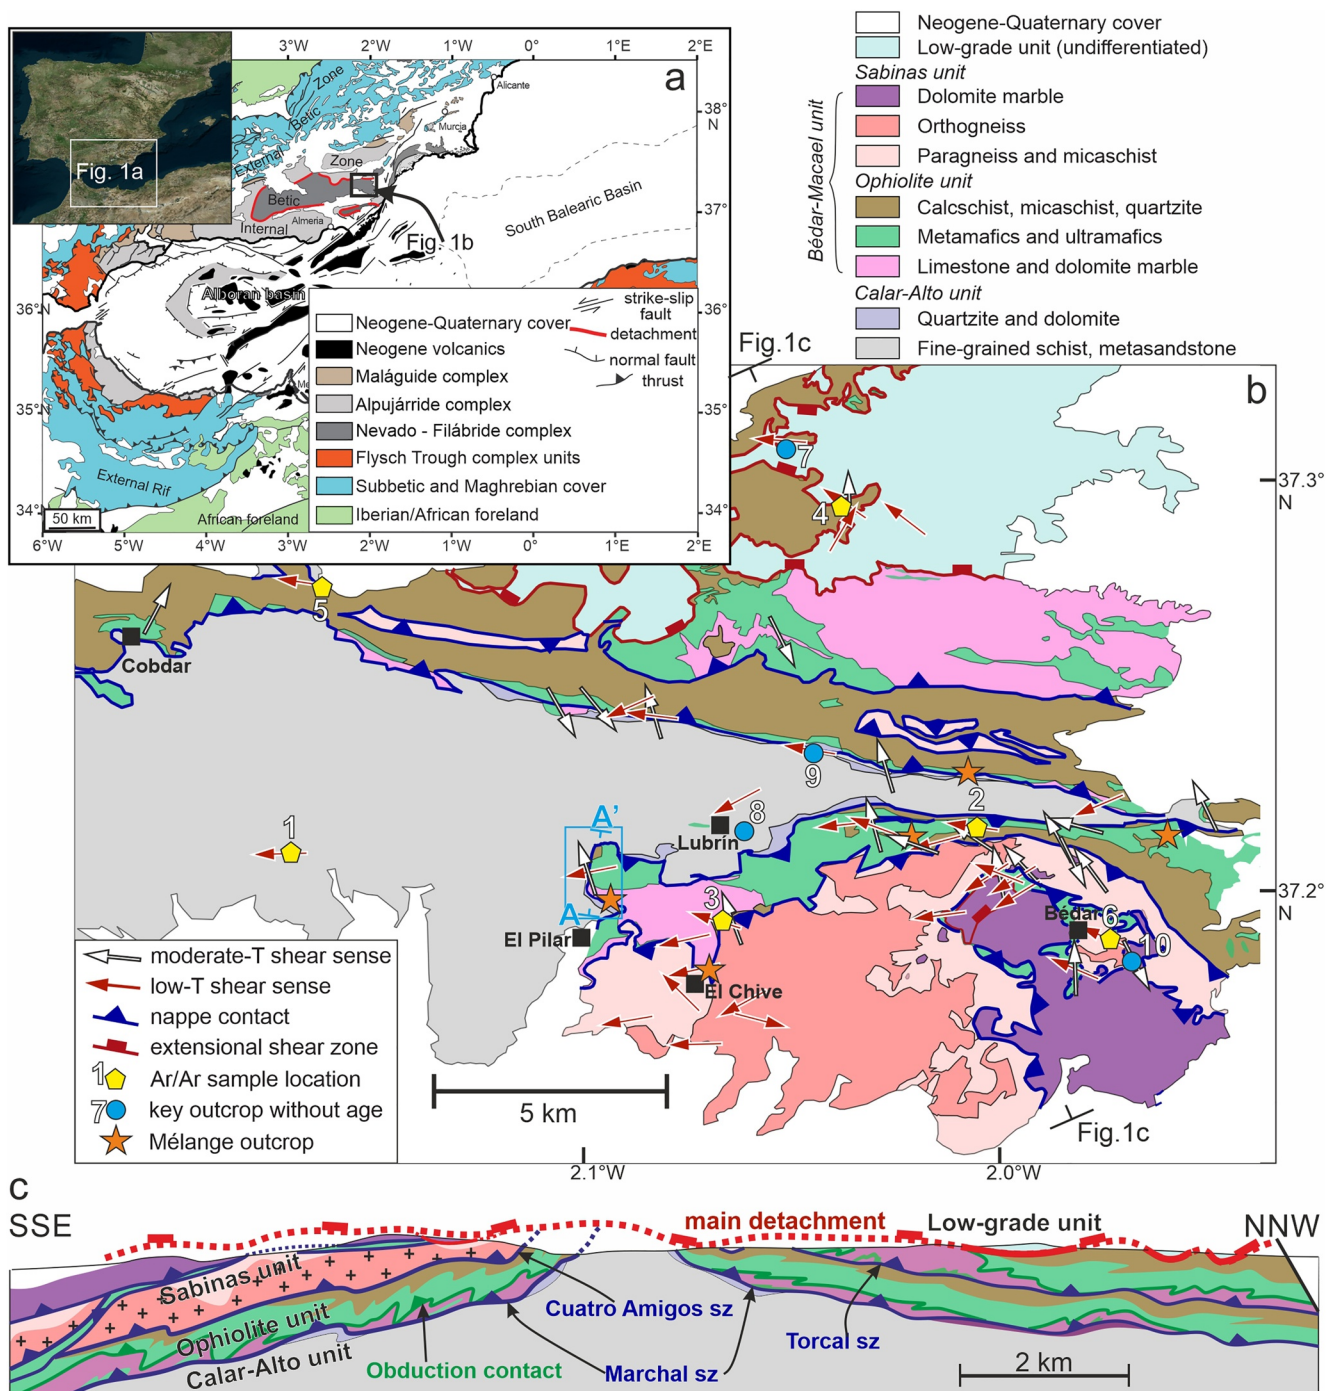 3°W
2°W
1°W
0°
1°E
2°E
a
Fig. 1a
Zone
Betic
External
Zone
Betic
Internal
Almeria
Alicante
Murcia
38°
N
37°
36°
35°
34°
South Balearic Basin
Fig. 1b
Alboran basin
36°
N
35°
N
34°
N
External Rif
African foreland
50 km
6°W
5°W
4°W
3°W
2°W
1°W
0°
1°E
2°E
Neogene-Quaternary cover
Neogene volcanics
Maláguide complex
Alpujárride complex
Nevado - Filábride complex
Flysch Trough complex units
Subbetic and Maghrebian cover
Iberian/African foreland
strike-slip
fault
detachment
normal fault
thrust
Neogene-Quaternary cover
Low-grade unit (undifferentiated)
Sabinas unit
Dolomite marble
Orthogneiss
Paragneiss and micaschist
Ophiolite unit
Calcschist, micaschist, quartzite
Metamafics and ultramafics
Limestone and dolomite marble
Calar-Alto unit
Quartzite and dolomite
Fine-grained schist, metasandstone
Bédar-Macael unit
Fig.1c
b
7
4
37.3°
N
5
Cobdar
9
2
1
A'
8
Lubrín
37.2°
N
3
A
El Pilar
Bédar
6
10
El Chive
moderate-T shear sense
low-T shear sense
nappe contact
extensional shear zone
1
Ar/Ar sample location
7
key outcrop without age
Mélange outcrop
5 km
Fig.1c
2.1°W
2.0°W
c
SSE
NNW
main detachment
Low-grade unit
Sabinas unit
Ophiolite unit
Calar-Alto unit
Cuatro Amigos sz
Obduction contact
Marchal sz
Torcal sz
2 km